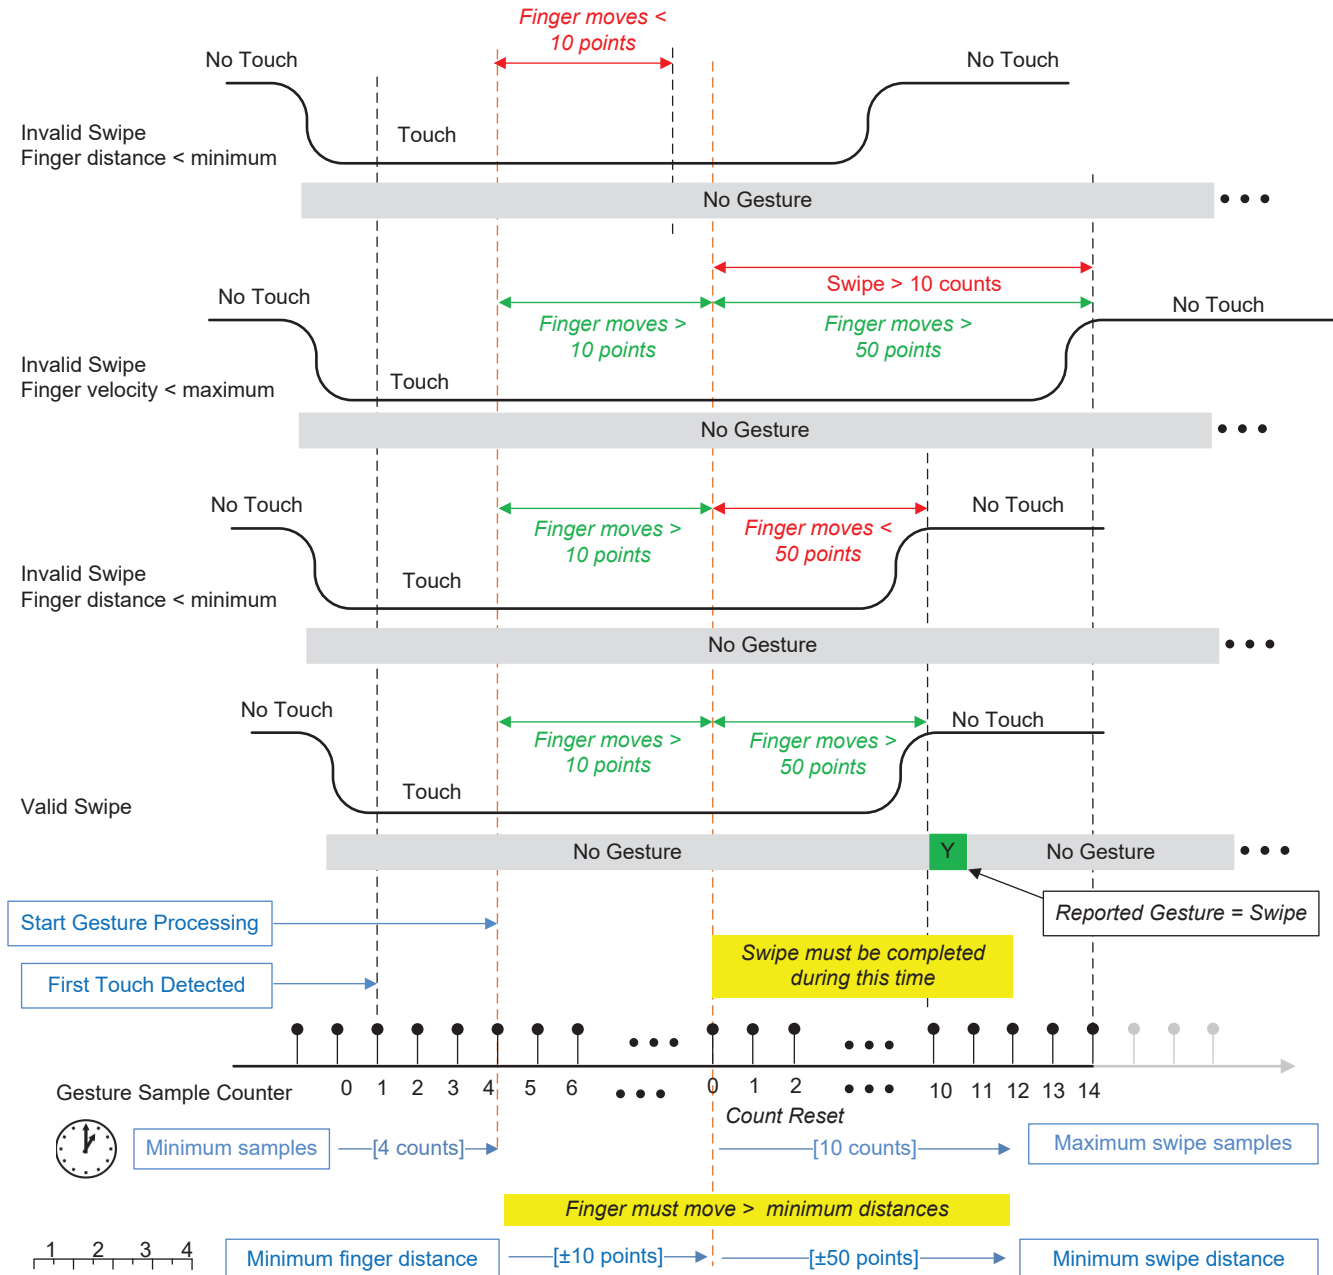 Finger moves <
10 points
No Touch
No Touch
Touch
Invalid Swipe
Finger distance < minimum
No Gesture
Swipe > 10 counts
No Touch
No Touch
Finger moves >
10 points
Finger moves >
50 points
Invalid Swipe
Finger velocity < maximum
Touch
No Gesture
No Touch
No Touch
Finger moves >
10 points
Finger moves <
50 points
Invalid Swipe
Finger distance < minimum
Touch
No Gesture
No Touch
No Touch
Finger moves >
10 points
Finger moves >
50 points
Touch
Valid Swipe
No Gesture
Y
No Gesture
Reported Gesture = Swipe
Start Gesture Processing
Swipe must be completed
during this time
First Touch Detected
Gesture Sample Counter
0 1 2 3 4 5 6 0 1 2 10 11 12 13 14
Count Reset
Minimum samples
[4 counts]
[10 counts]
Maximum swipe samples
Finger must move > minimum distances
1 2 3 4
Minimum finger distance
[±10 points]
[±50 points]
Minimum swipe distance